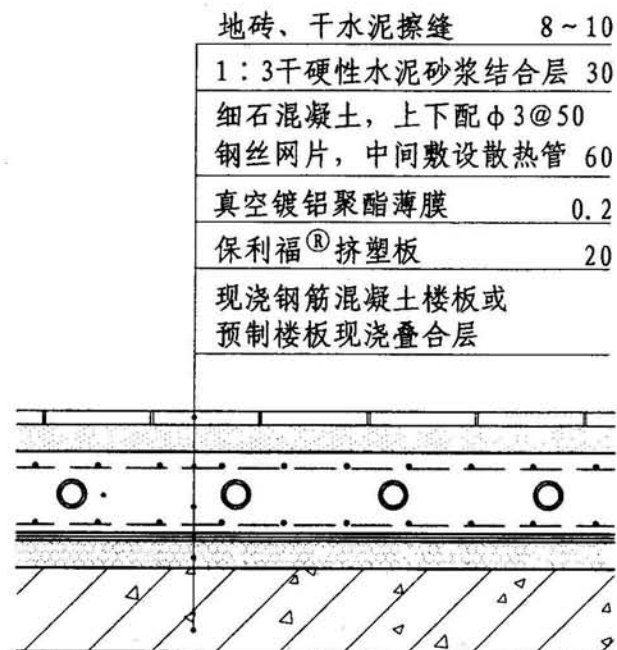 地砖、干水泥擦缝 8~10
1：3干硬性水泥砂浆结合层 30
细石混凝土，上下配φ3@50
钢丝网片，中间敷设散热管 60
真空镀铝聚酯薄膜 0.2
保利福®挤塑板 20
现浇钢筋混凝土楼板或
预制楼板现浇叠合层